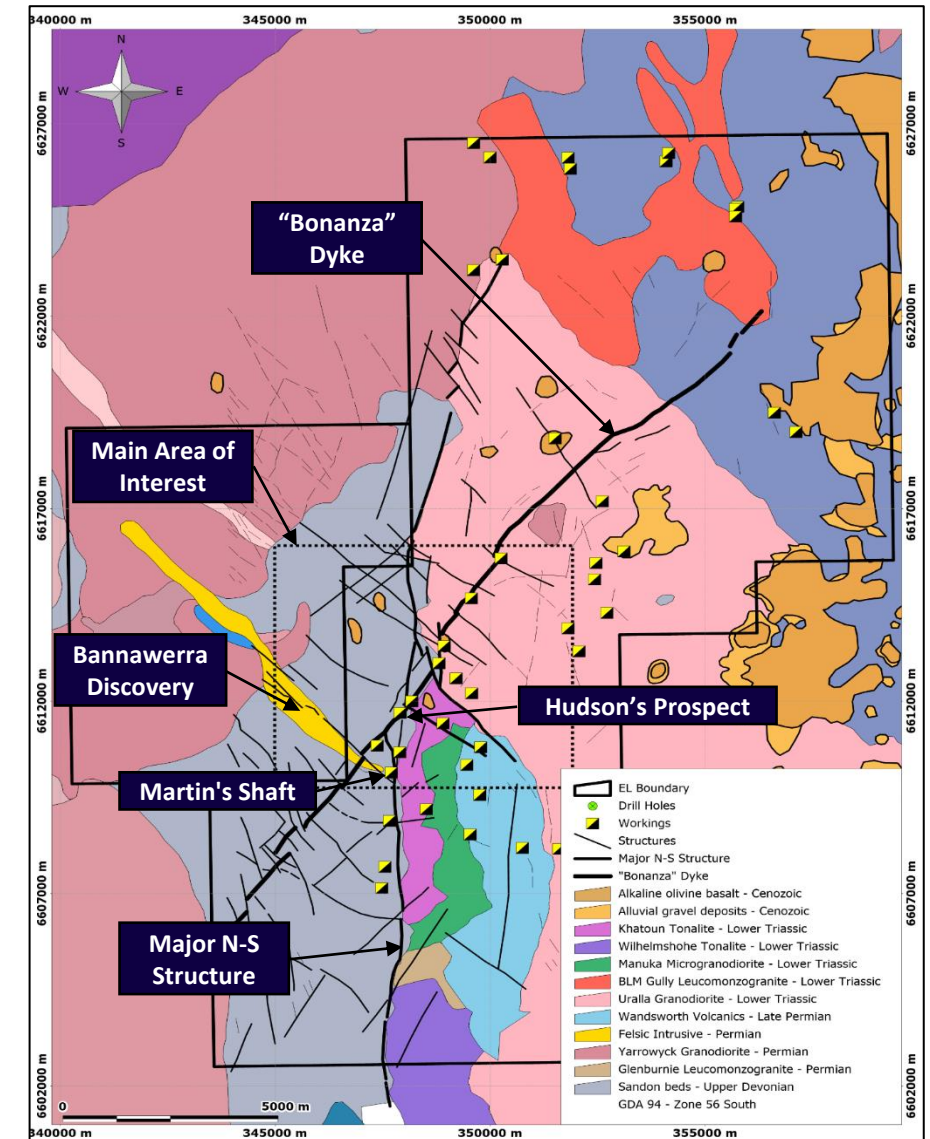 340000 m
345000 m
350000 m
355000 m
N
W
E
S
6627000 m
6627000 m
"Bonanza"
Dyke
6622000 m
6622000 m
Main Area of
Interest
6617000 m
6617000 m
Bannawerra
Discovery
6612000 m
6612000 m
Hudson's Prospect
Martin's Shaft
EL Boundary
Drill Holes
Workings
Structures
Major N-S Structure
"Bonanza" Dyke
6607000 m
6607000 m
Alkaline olivine basalt - Cenozoic
Alluvial gravel deposits - Cenozoic
Khatoun Tonalite - Lower Triassic
Major N-S
Structure
Wilhelmshohe Tonalite - Lower Triassic
Manuka Microgranodiorite - Lower Triassic
BLM Gully Leucomonzogranite - Lower Triassic
Uralla Granodiorite - Lower Triassic
Wandsworth Volcanics - Late Permian
Felsic Intrusive - Permian
Yarrowyck Granodiorite - Permian
Glenburnie Leucomonzogranite - Permian
Sandon beds - Upper Devonian
GDA 94 - Zone 56 South
6602000 m
6602000 m
0
5000 m
340000 m
345000 m
350000 m
355000 m